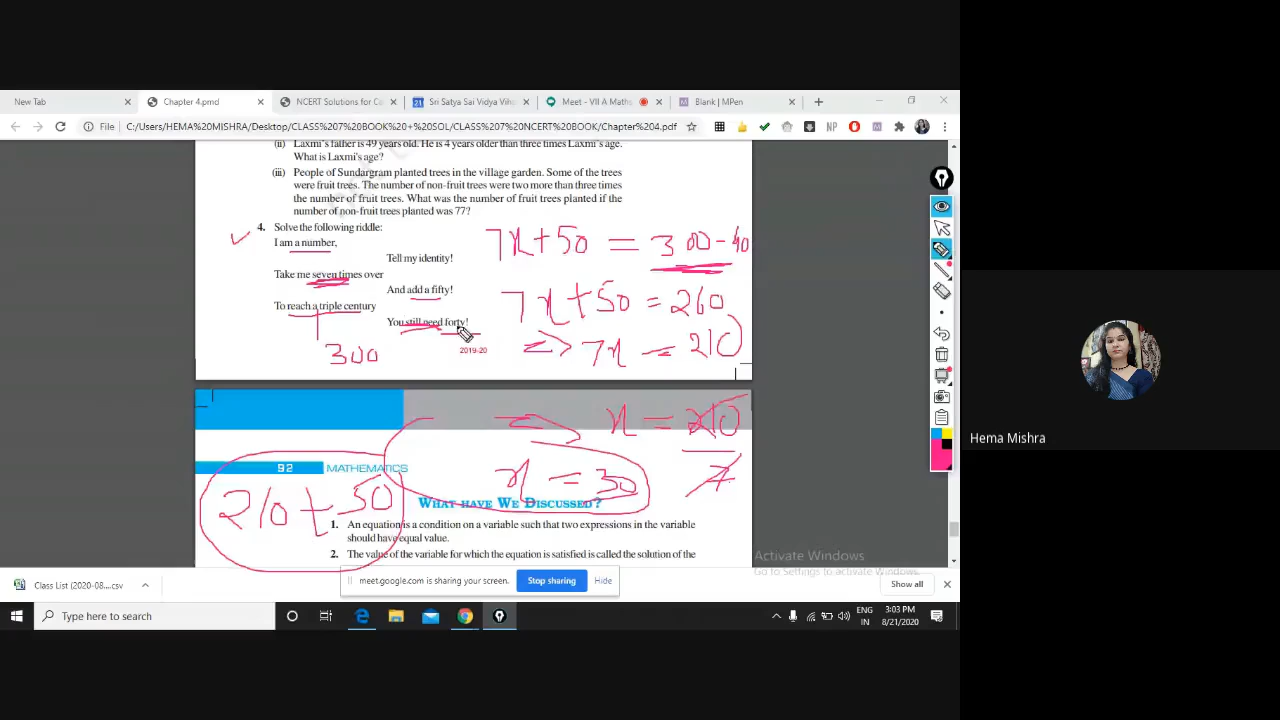 New Tab
Chapter 4.pmd
NCERT Solutions for Ca
Sri Satya Sai Vidya Viha
Meet - VII A Maths
Blank | MPen
File
C:/Users/HEMA%20MISHRA/Desktop/CLASS%207%20BOOK%20+%20SOL/CLASS%207%20NCERT%20BOOK/Chapter%204.pdf
NP
(ii) Laxmi's father is 49 years old. He is 4 years older than three times Laxmi's age.
What is Laxmi's age?
(iii) People of Sundargram planted trees in the village garden. Some of the trees
were fruit trees. The number of non-fruit trees were two more than three times
the number of fruit trees. What was the number of fruit trees planted if the
number of non-fruit trees planted was 77?
4. Solve the following riddle:
I am a number,
Tell my identity!
Take me seven times over
And add a fifty!
To reach a triple century
You still need forty!
300
2019-20
7x+50 = 300-40
7x+50 = 260
=> 7x = 210
=> x = 210
7
x = 30
92 MATHEMATICS
210+50
WHAT HAVE WE DISCUSSED?
1. An equation is a condition on a variable such that two expressions in the variable
should have equal value.
2. The value of the variable for which the equation is satisfied is called the solution of the
Hema Mishra
Activate Windows
Go to Settings to activate Windows.
Class List (2020-08....csv
meet.google.com is sharing your screen.
Stop sharing
Hide
Show all
Type here to search
ENG
IN
3:03 PM
8/21/2020